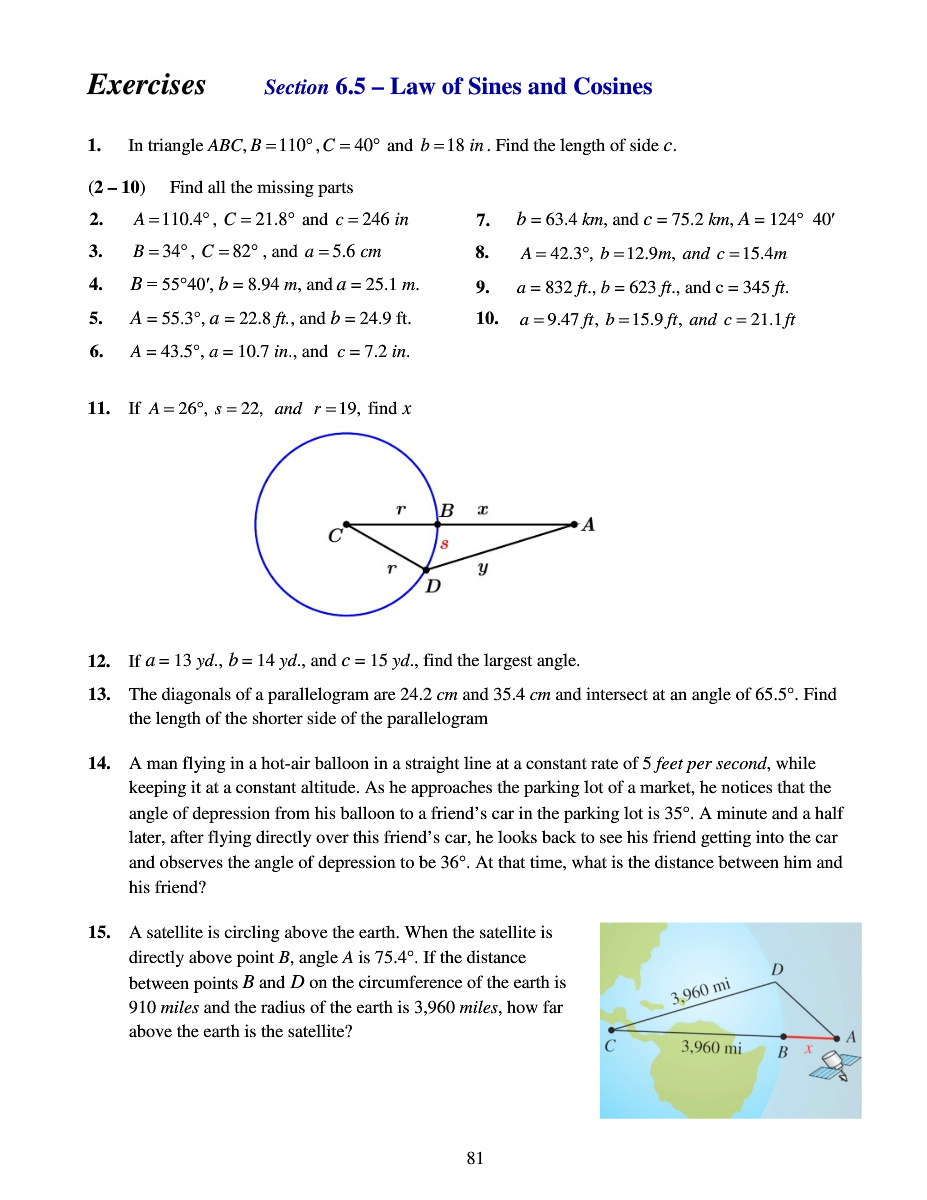 Exercises Section 6.5 – Law of Sines and Cosines
1. In triangle ABC, B = 110°, C = 40° and b = 18 in. Find the length of side c.
(2 – 10) Find all the missing parts
2. A = 110.4°, C = 21.8° and c = 246 in
3. B = 34°, C = 82°, and a = 5.6 cm
4. B = 55°40′, b = 8.94 m, and a = 25.1 m.
5. A = 55.3°, a = 22.8 ft., and b = 24.9 ft.
6. A = 43.5°, a = 10.7 in., and c = 7.2 in.
7. b = 63.4 km, and c = 75.2 km, A = 124° 40′
8. A = 42.3°, b = 12.9m, and c = 15.4m
9. a = 832 ft., b = 623 ft., and c = 345 ft.
10. a = 9.47 ft, b = 15.9 ft, and c = 21.1 ft
11. If A = 26°, s = 22, and r = 19, find x
r B x
C A
s
r y
D
12. If a = 13 yd., b = 14 yd., and c = 15 yd., find the largest angle.
13. The diagonals of a parallelogram are 24.2 cm and 35.4 cm and intersect at an angle of 65.5°. Find
the length of the shorter side of the parallelogram
14. A man flying in a hot-air balloon in a straight line at a constant rate of 5 feet per second, while
keeping it at a constant altitude. As he approaches the parking lot of a market, he notices that the
angle of depression from his balloon to a friend's car in the parking lot is 35°. A minute and a half
later, after flying directly over this friend's car, he looks back to see his friend getting into the car
and observes the angle of depression to be 36°. At that time, what is the distance between him and
his friend?
15. A satellite is circling above the earth. When the satellite is
directly above point B, angle A is 75.4°. If the distance
between points B and D on the circumference of the earth is
910 miles and the radius of the earth is 3,960 miles, how far
above the earth is the satellite?
D
3,960 mi
C 3,960 mi B x A
81